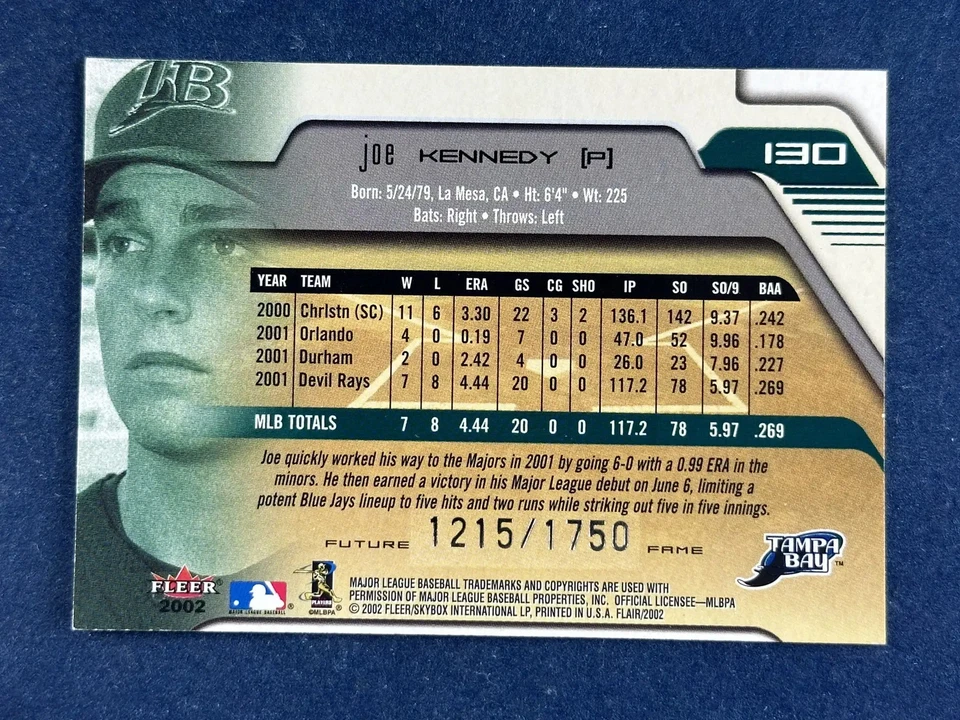 TB
joe KENNEDY [P]
130
Born: 5/24/79, La Mesa, CA • Ht: 6'4" • Wt: 225
Bats: Right • Throws: Left
YEAR TEAM W L ERA GS CG SHO IP SO SO/9 BAA
2000 Chrlstn (SC) 11 6 3.30 22 3 2 136.1 142 9.37 .242
2001 Orlando 4 0 0.19 7 0 0 47.0 52 9.96 .178
2001 Durham 2 0 2.42 4 0 0 26.0 23 7.96 .227
2001 Devil Rays 7 8 4.44 20 0 0 117.2 78 5.97 .269
MLB TOTALS 7 8 4.44 20 0 0 117.2 78 5.97 .269
Joe quickly worked his way to the Majors in 2001 by going 6-0 with a 0.99 ERA in the
minors. He then earned a victory in his Major League debut on June 6, limiting a
potent Blue Jays lineup to five hits and two runs while striking out five in five innings.
FUTURE 1215/1750 FAME
TAMPA
BAY™
FLEER®
2002
MAJOR LEAGUE BASEBALL®
PLAYERS
©MLBPA
MAJOR LEAGUE BASEBALL TRADEMARKS AND COPYRIGHTS ARE USED WITH
PERMISSION OF MAJOR LEAGUE BASEBALL PROPERTIES, INC. OFFICIAL LICENSEE—MLBPA
© 2002 FLEER/SKYBOX INTERNATIONAL LP, PRINTED IN U.S.A. FLAIR/2002